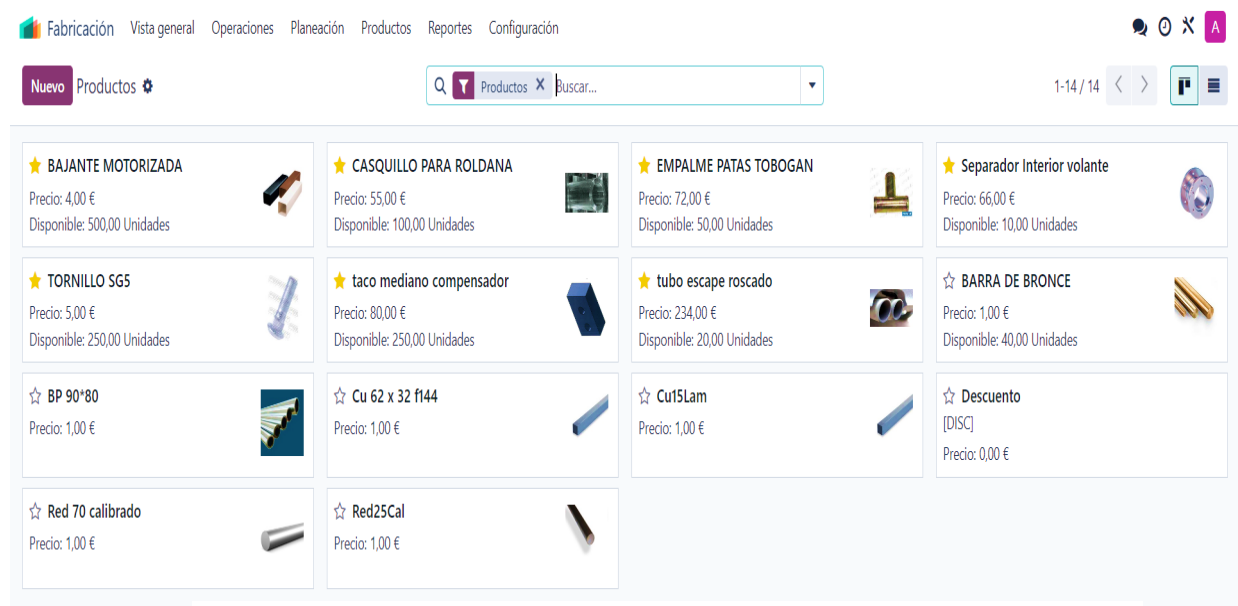 Fabricación Vista general Operaciones Planeación Productos Reportes Configuración A
Nuevo Productos Productos X Buscar... 1-14 / 14
BAJANTE MOTORIZADA
Precio: 4,00 €
Disponible: 500,00 Unidades
CASQUILLO PARA ROLDANA
Precio: 55,00 €
Disponible: 100,00 Unidades
EMPALME PATAS TOBOGAN
Precio: 72,00 €
Disponible: 50,00 Unidades
Separador Interior volante
Precio: 66,00 €
Disponible: 10,00 Unidades
TORNILLO SG5
Precio: 5,00 €
Disponible: 250,00 Unidades
taco mediano compensador
Precio: 80,00 €
Disponible: 250,00 Unidades
tubo escape roscado
Precio: 234,00 €
Disponible: 20,00 Unidades
BARRA DE BRONCE
Precio: 1,00 €
Disponible: 40,00 Unidades
BP 90*80
Precio: 1,00 €
Cu 62 x 32 f144
Precio: 1,00 €
Cu15Lam
Precio: 1,00 €
Descuento
[DISC]
Precio: 0,00 €
Red 70 calibrado
Precio: 1,00 €
Red25Cal
Precio: 1,00 €